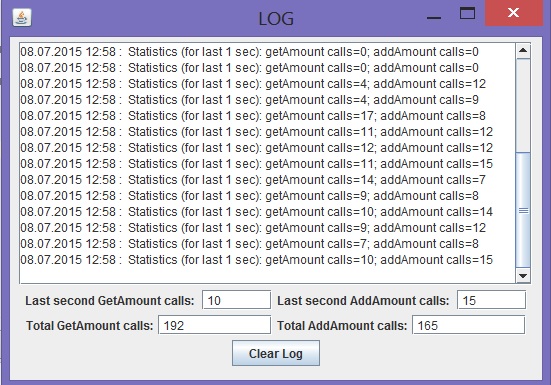 LOG
08.07.2015 12:58 : Statistics (for last 1 sec): getAmount calls=0; addAmount calls=0
08.07.2015 12:58 : Statistics (for last 1 sec): getAmount calls=0; addAmount calls=0
08.07.2015 12:58 : Statistics (for last 1 sec): getAmount calls=4; addAmount calls=12
08.07.2015 12:58 : Statistics (for last 1 sec): getAmount calls=4; addAmount calls=9
08.07.2015 12:58 : Statistics (for last 1 sec): getAmount calls=17; addAmount calls=8
08.07.2015 12:58 : Statistics (for last 1 sec): getAmount calls=11; addAmount calls=12
08.07.2015 12:58 : Statistics (for last 1 sec): getAmount calls=12; addAmount calls=12
08.07.2015 12:58 : Statistics (for last 1 sec): getAmount calls=11; addAmount calls=15
08.07.2015 12:58 : Statistics (for last 1 sec): getAmount calls=14; addAmount calls=7
08.07.2015 12:58 : Statistics (for last 1 sec): getAmount calls=9; addAmount calls=8
08.07.2015 12:58 : Statistics (for last 1 sec): getAmount calls=10; addAmount calls=14
08.07.2015 12:58 : Statistics (for last 1 sec): getAmount calls=9; addAmount calls=12
08.07.2015 12:58 : Statistics (for last 1 sec): getAmount calls=7; addAmount calls=8
08.07.2015 12:58 : Statistics (for last 1 sec): getAmount calls=10; addAmount calls=15
Last second GetAmount calls: 10 Last second AddAmount calls: 15
Total GetAmount calls: 192 Total AddAmount calls: 165
Clear Log